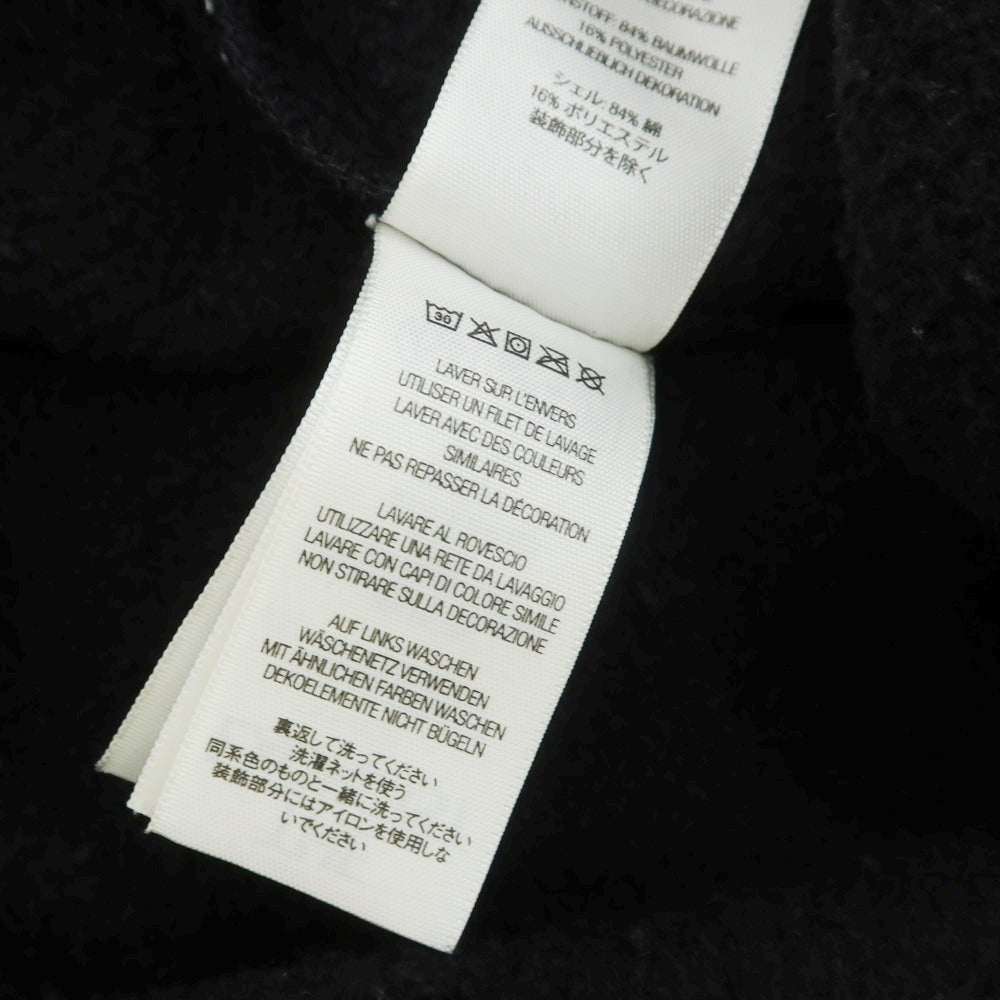 DECORAZIONE
84% BAUMWOLLE
16% POLYESTER
AUSSCHLIEßLICH DEKORATION
シェル: 84% 綿
16% ポリエステル
装飾部分を除く
30
LAVER SUR L'ENVERS
UTILISER UN FILET DE LAVAGE
LAVER AVEC DES COULEURS
SIMILAIRES
NE PAS REPASSER LA DÉCORATION
LAVARE AL ROVESCIO
UTILIZZARE UNA RETE DA LAVAGGIO
LAVARE CON CAPI DI COLORE SIMILE
NON STIRARE SULLA DECORAZIONE
AUF LINKS WASCHEN
WÄSCHENETZ VERWENDEN
MIT ÄHNLICHEN FARBEN WASCHEN
DEKOELEMENTE NICHT BÜGELN
裏返して洗ってください
洗濯ネットを使う
同系色のものと一緒に洗ってください
装飾部分にはアイロンを使用しな
いでください